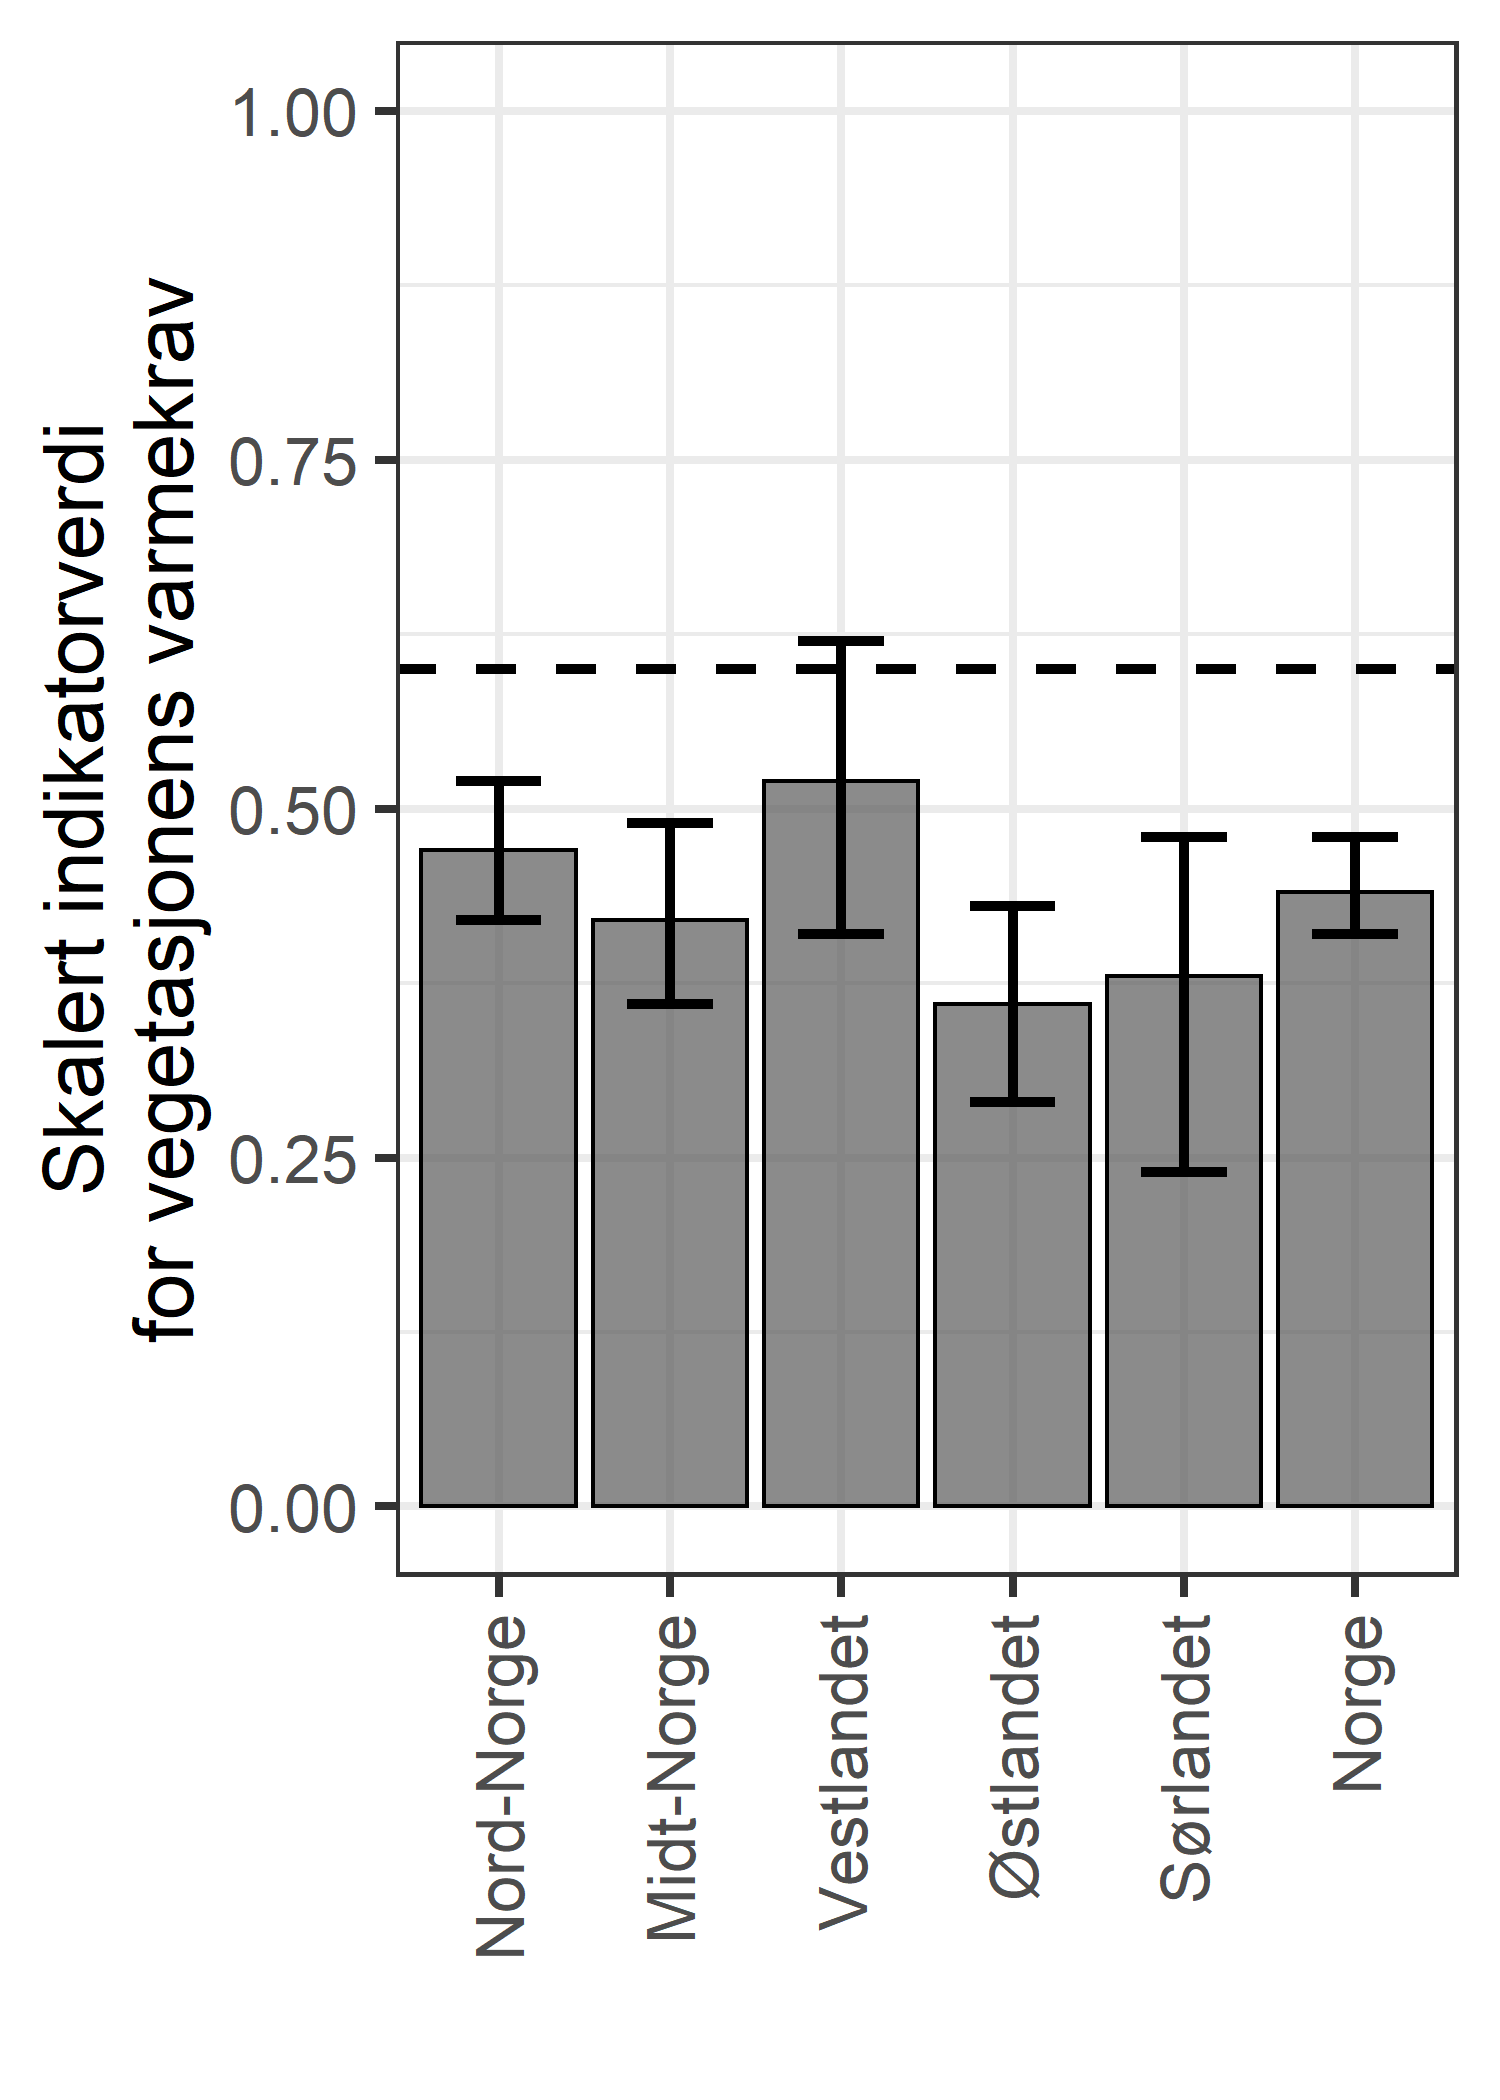 Skalert indikatorverdi
for vegetasjonens varmekrav
1.00
0.75
0.50
0.25
0.00
Nord-Norge
Midt-Norge
Vestlandet
Østlandet
Sørlandet
Norge